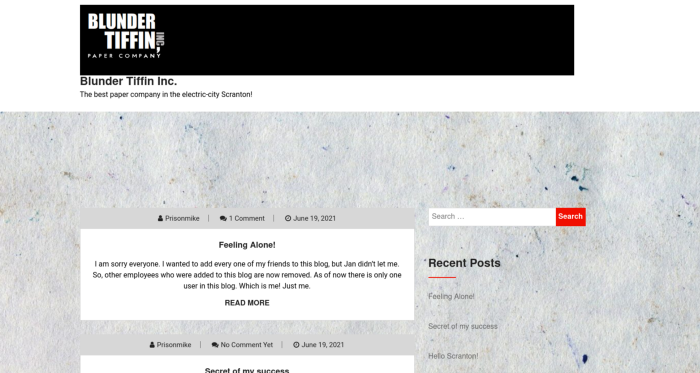 BLUNDER
TIFFIN, INC
PAPER COMPANY
Blunder Tiffin Inc.
The best paper company in the electric-city Scranton!
Prisonmike | 1 Comment | June 19, 2021
Feeling Alone!
I am sorry everyone. I wanted to add every one of my friends to this blog, but Jan didn't let me.
So, other employees who were added to this blog are now removed. As of now there is only one
user in this blog. Which is me! Just me.
READ MORE
Prisonmike | No Comment Yet | June 19, 2021
Secret of my success
Search … Search
Recent Posts
Feeling Alone!
Secret of my success
Hello Scranton!